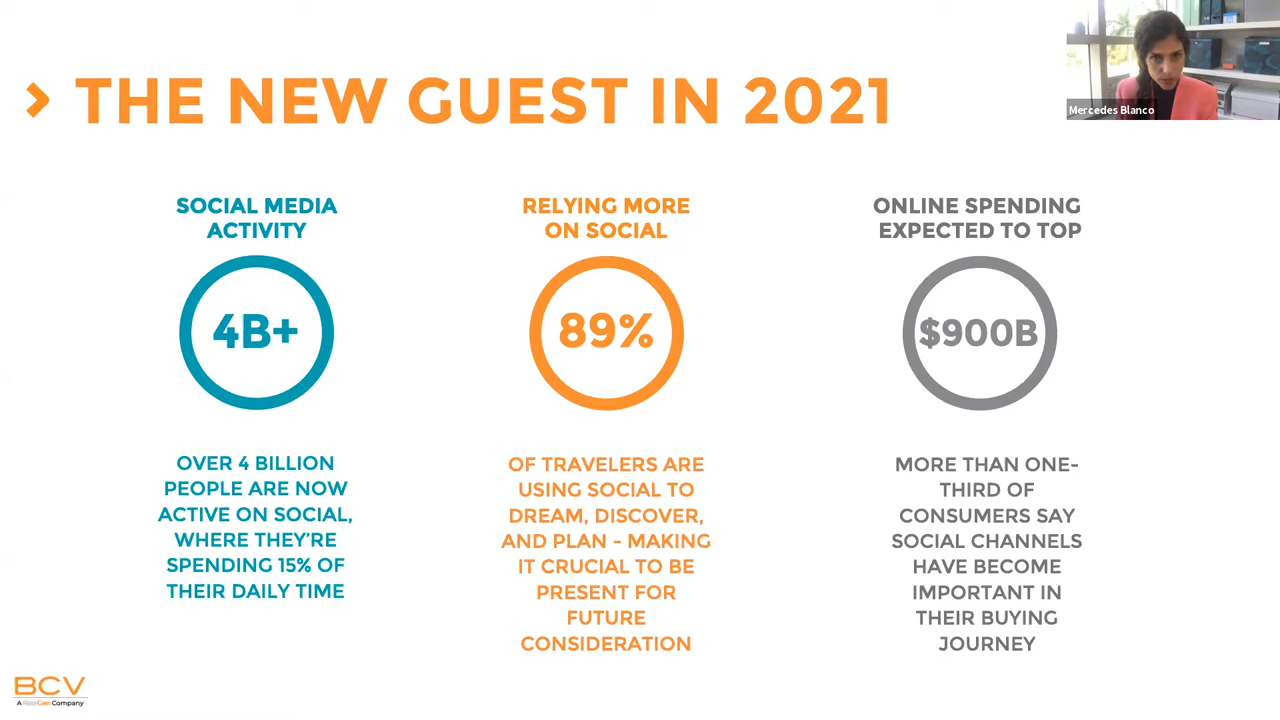 THE NEW GUEST IN 2021
Mercedes Blanco
SOCIAL MEDIA
ACTIVITY
4B+
OVER 4 BILLION
PEOPLE ARE NOW
ACTIVE ON SOCIAL,
WHERE THEY'RE
SPENDING 15% OF
THEIR DAILY TIME
RELYING MORE
ON SOCIAL
89%
OF TRAVELERS ARE
USING SOCIAL TO
DREAM, DISCOVER,
AND PLAN - MAKING
IT CRUCIAL TO BE
PRESENT FOR
FUTURE
CONSIDERATION
ONLINE SPENDING
EXPECTED TO TOP
$900B
MORE THAN ONE-
THIRD OF
CONSUMERS SAY
SOCIAL CHANNELS
HAVE BECOME
IMPORTANT IN
THEIR BUYING
JOURNEY
BCV
A RateGain Company